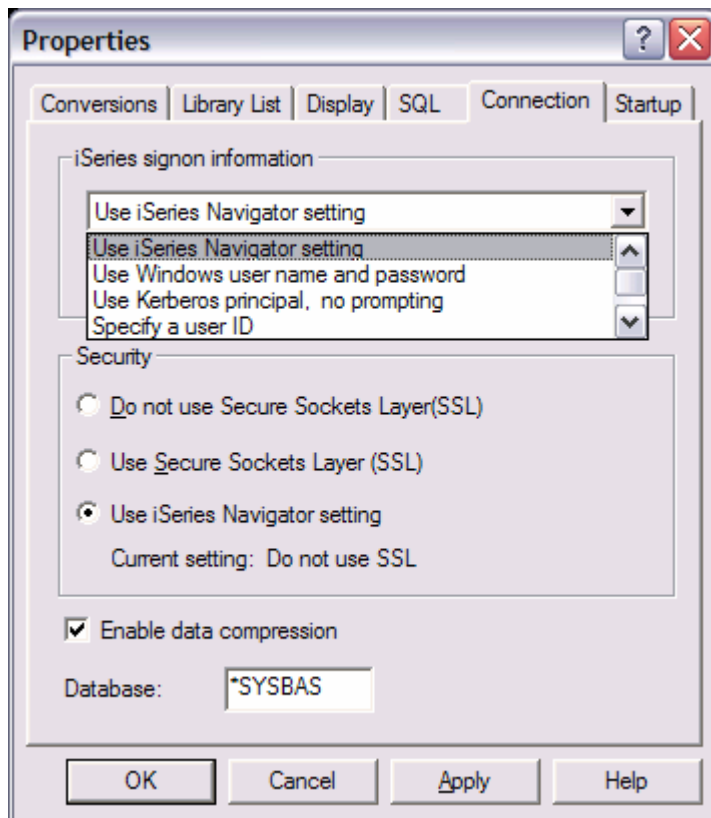 Properties
Conversions Library List Display SQL Connection Startup
iSeries signon information
Use iSeries Navigator setting
Use iSeries Navigator setting
Use Windows user name and password
Use Kerberos principal, no prompting
Specify a user ID
Security
Do not use Secure Sockets Layer(SSL)
Use Secure Sockets Layer (SSL)
Use iSeries Navigator setting
Current setting: Do not use SSL
Enable data compression
Database: *SYSBAS
OK Cancel Apply Help